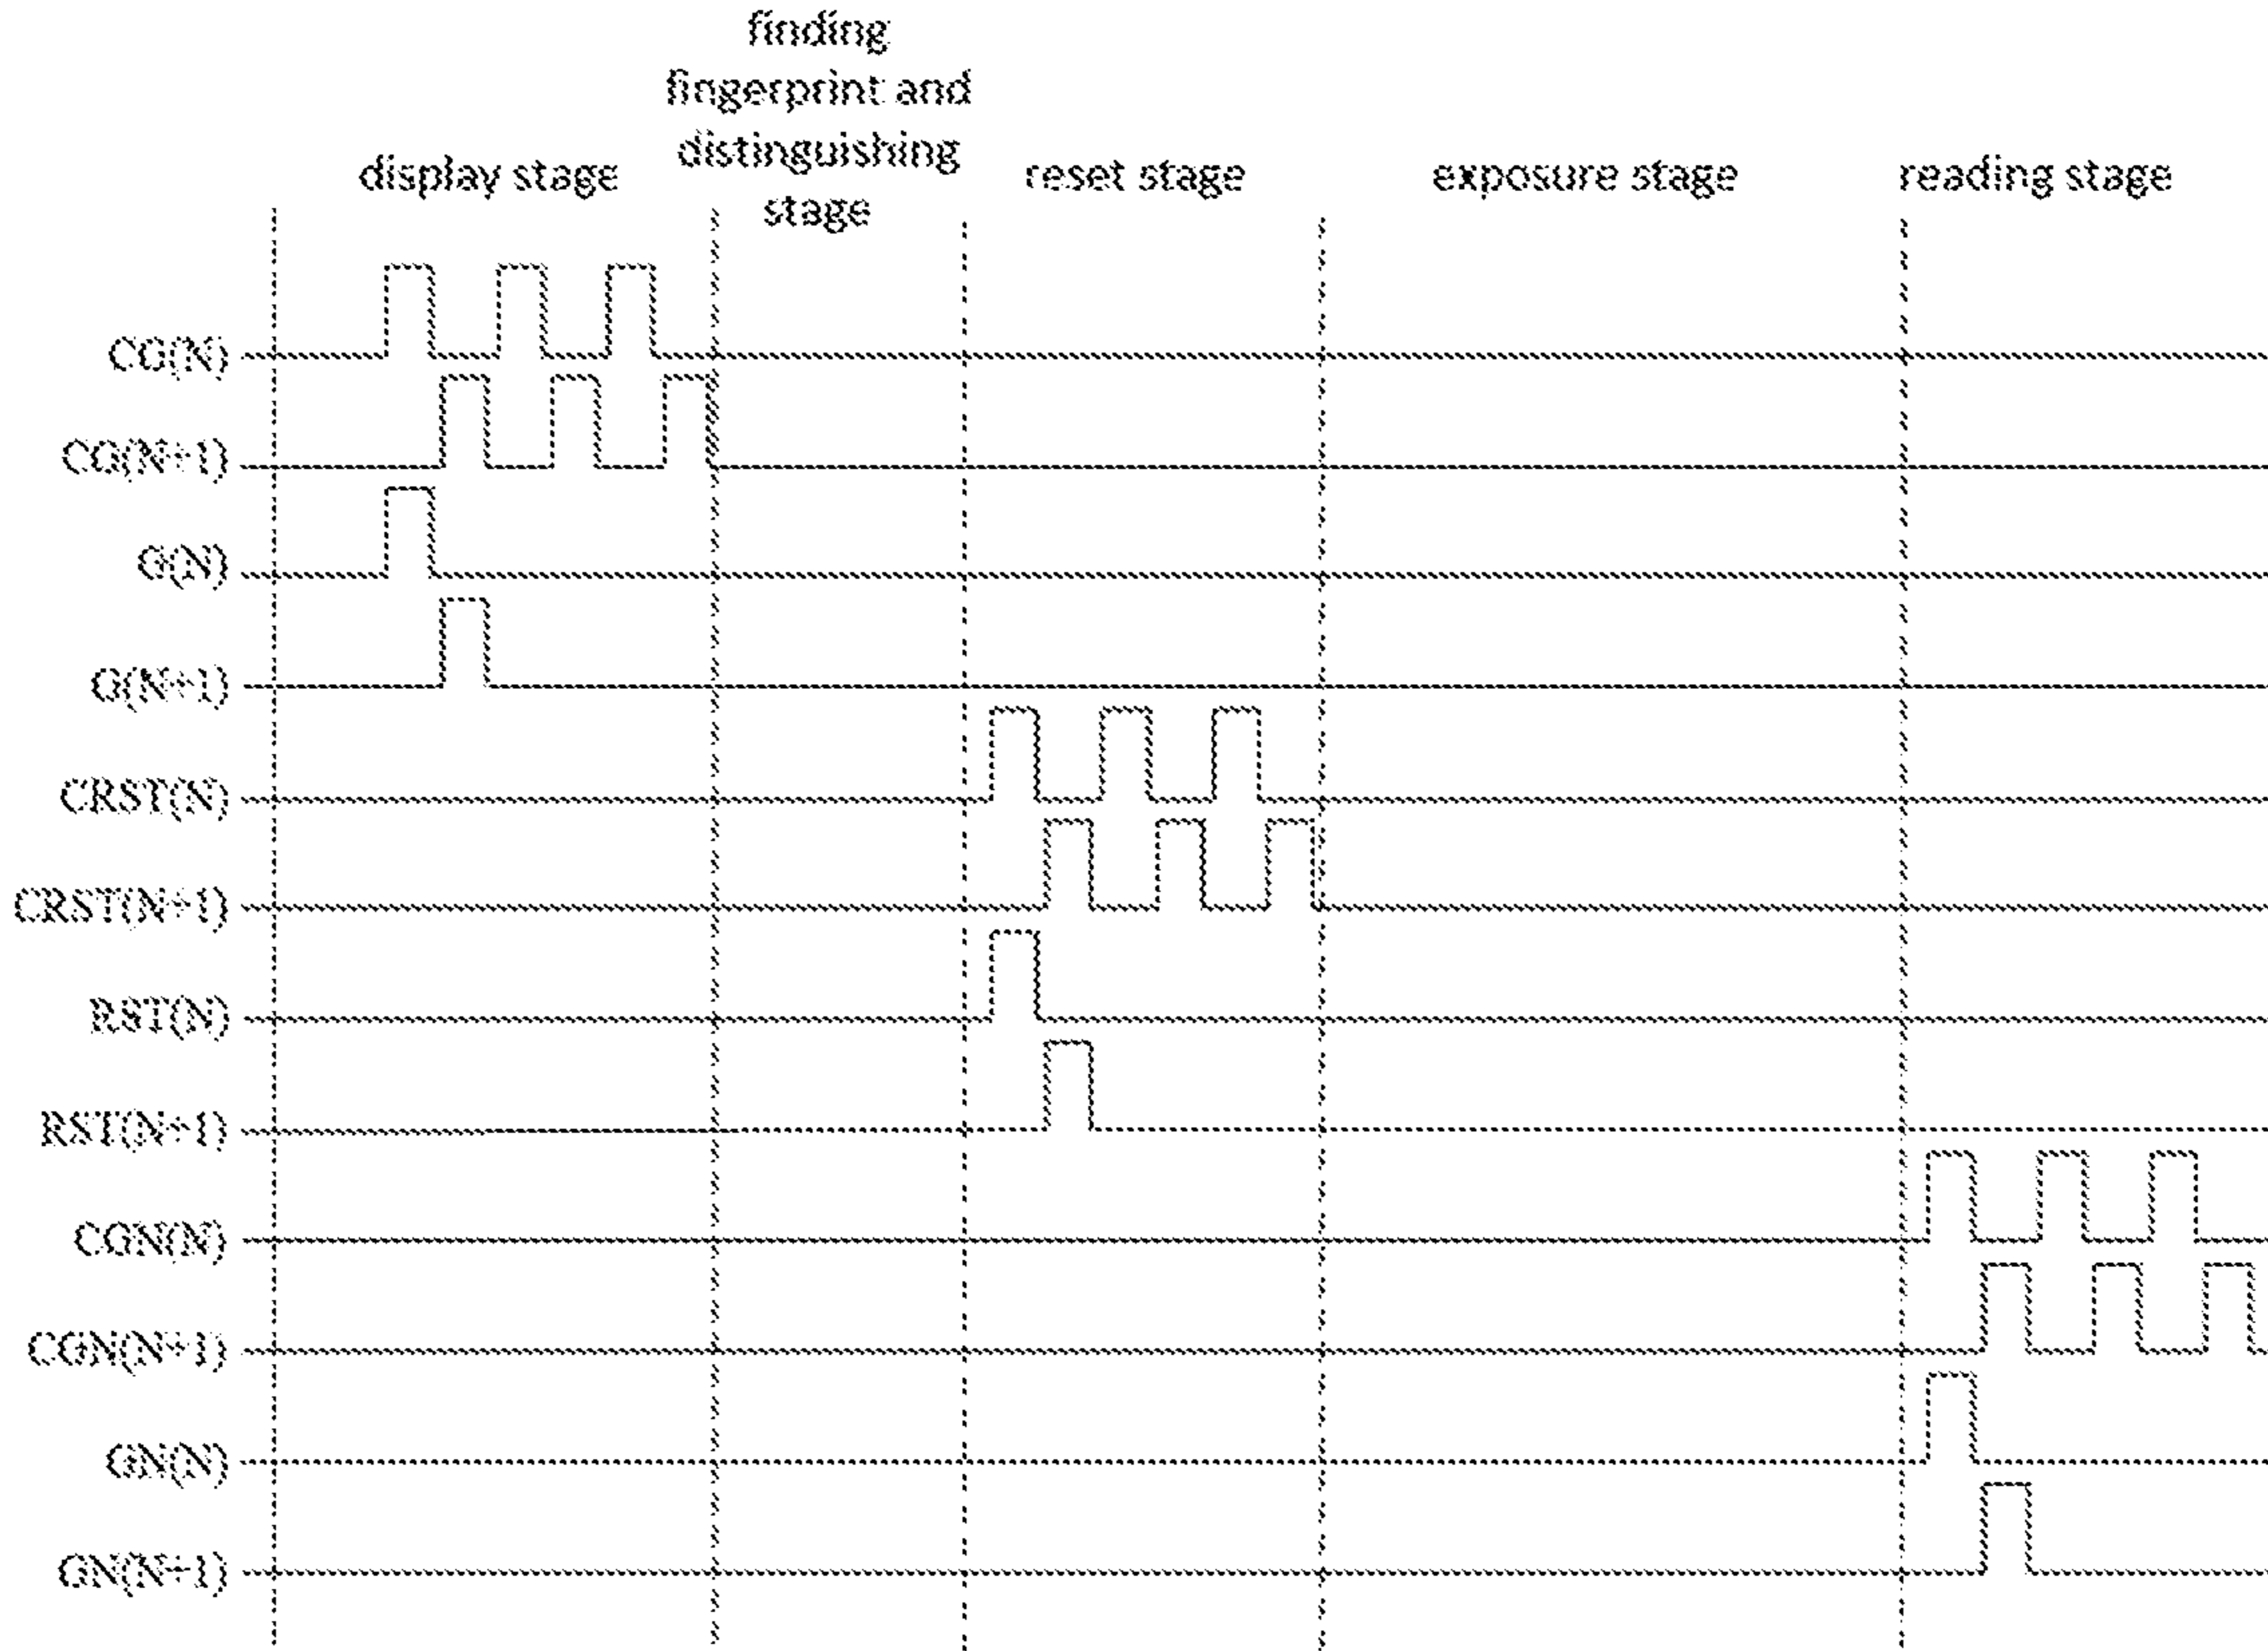 finding
fingerprint and
distinguishing
stage
display stage
reset stage
exposure stage
reading stage
CG(N)
CG(N+1)
G(N)
G(N+1)
CRST(N)
CRST(N+1)
RST(N)
RST(N+1)
CGN(N)
CGN(N+1)
GN(N)
GN(N+1)